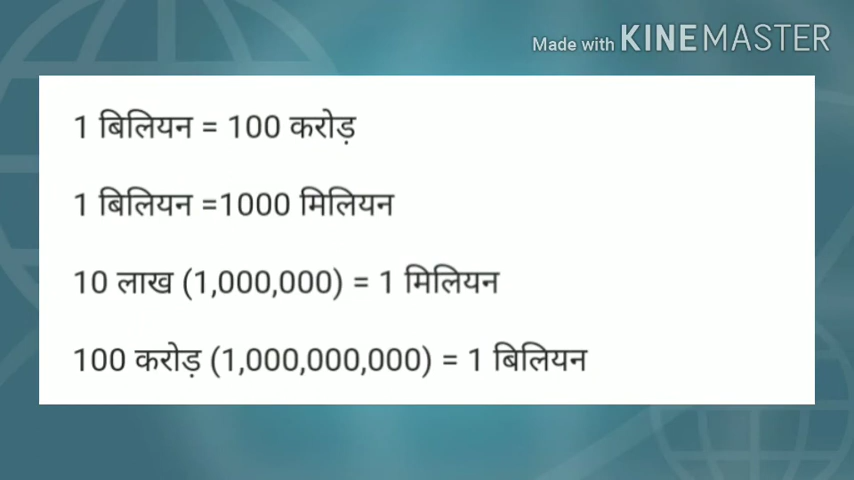 Made with KINEMASTER
1 बिलियन = 100 करोड़
1 बिलियन =1000 मिलियन
10 लाख (1,000,000) = 1 मिलियन
100 करोड़ (1,000,000,000) = 1 बिलियन